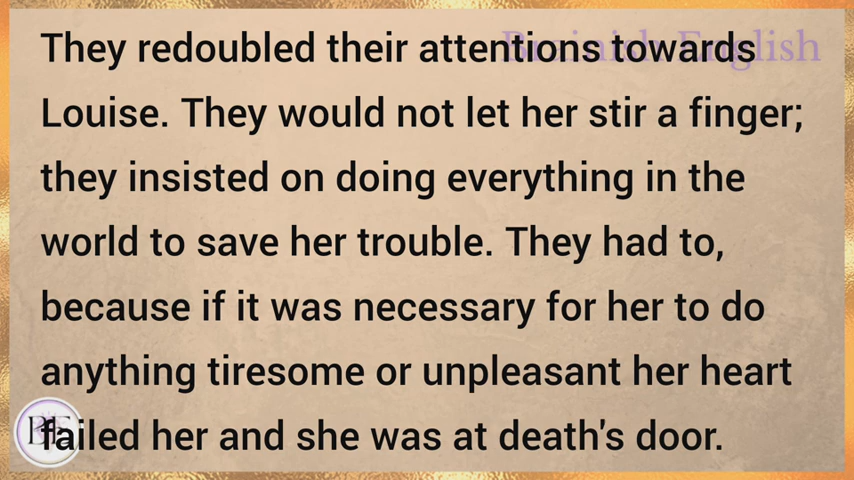 Brainish English
They redoubled their attentions towards
Louise. They would not let her stir a finger;
they insisted on doing everything in the
world to save her trouble. They had to,
because if it was necessary for her to do
anything tiresome or unpleasant her heart
failed her and she was at death's door.